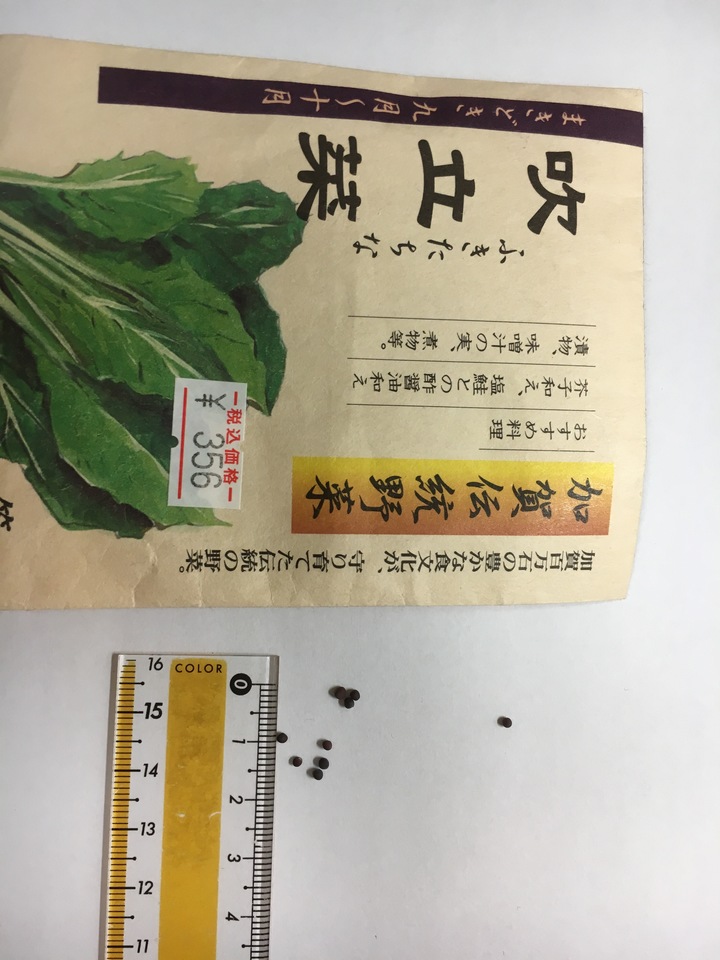 加賀百万石の豊かな食文化が、守り育てた伝統の野菜。
加賀伝統野菜
おすすめ料理
芥子和え、塩鮭との酢醤油和え
漬物、味噌汁の実、煮物等。
ふきたちな
吹立菜
まきどき、九月〜十月
税込価格
¥356
COLOR
16 15 14 13 12 11
0 1 2 3 4